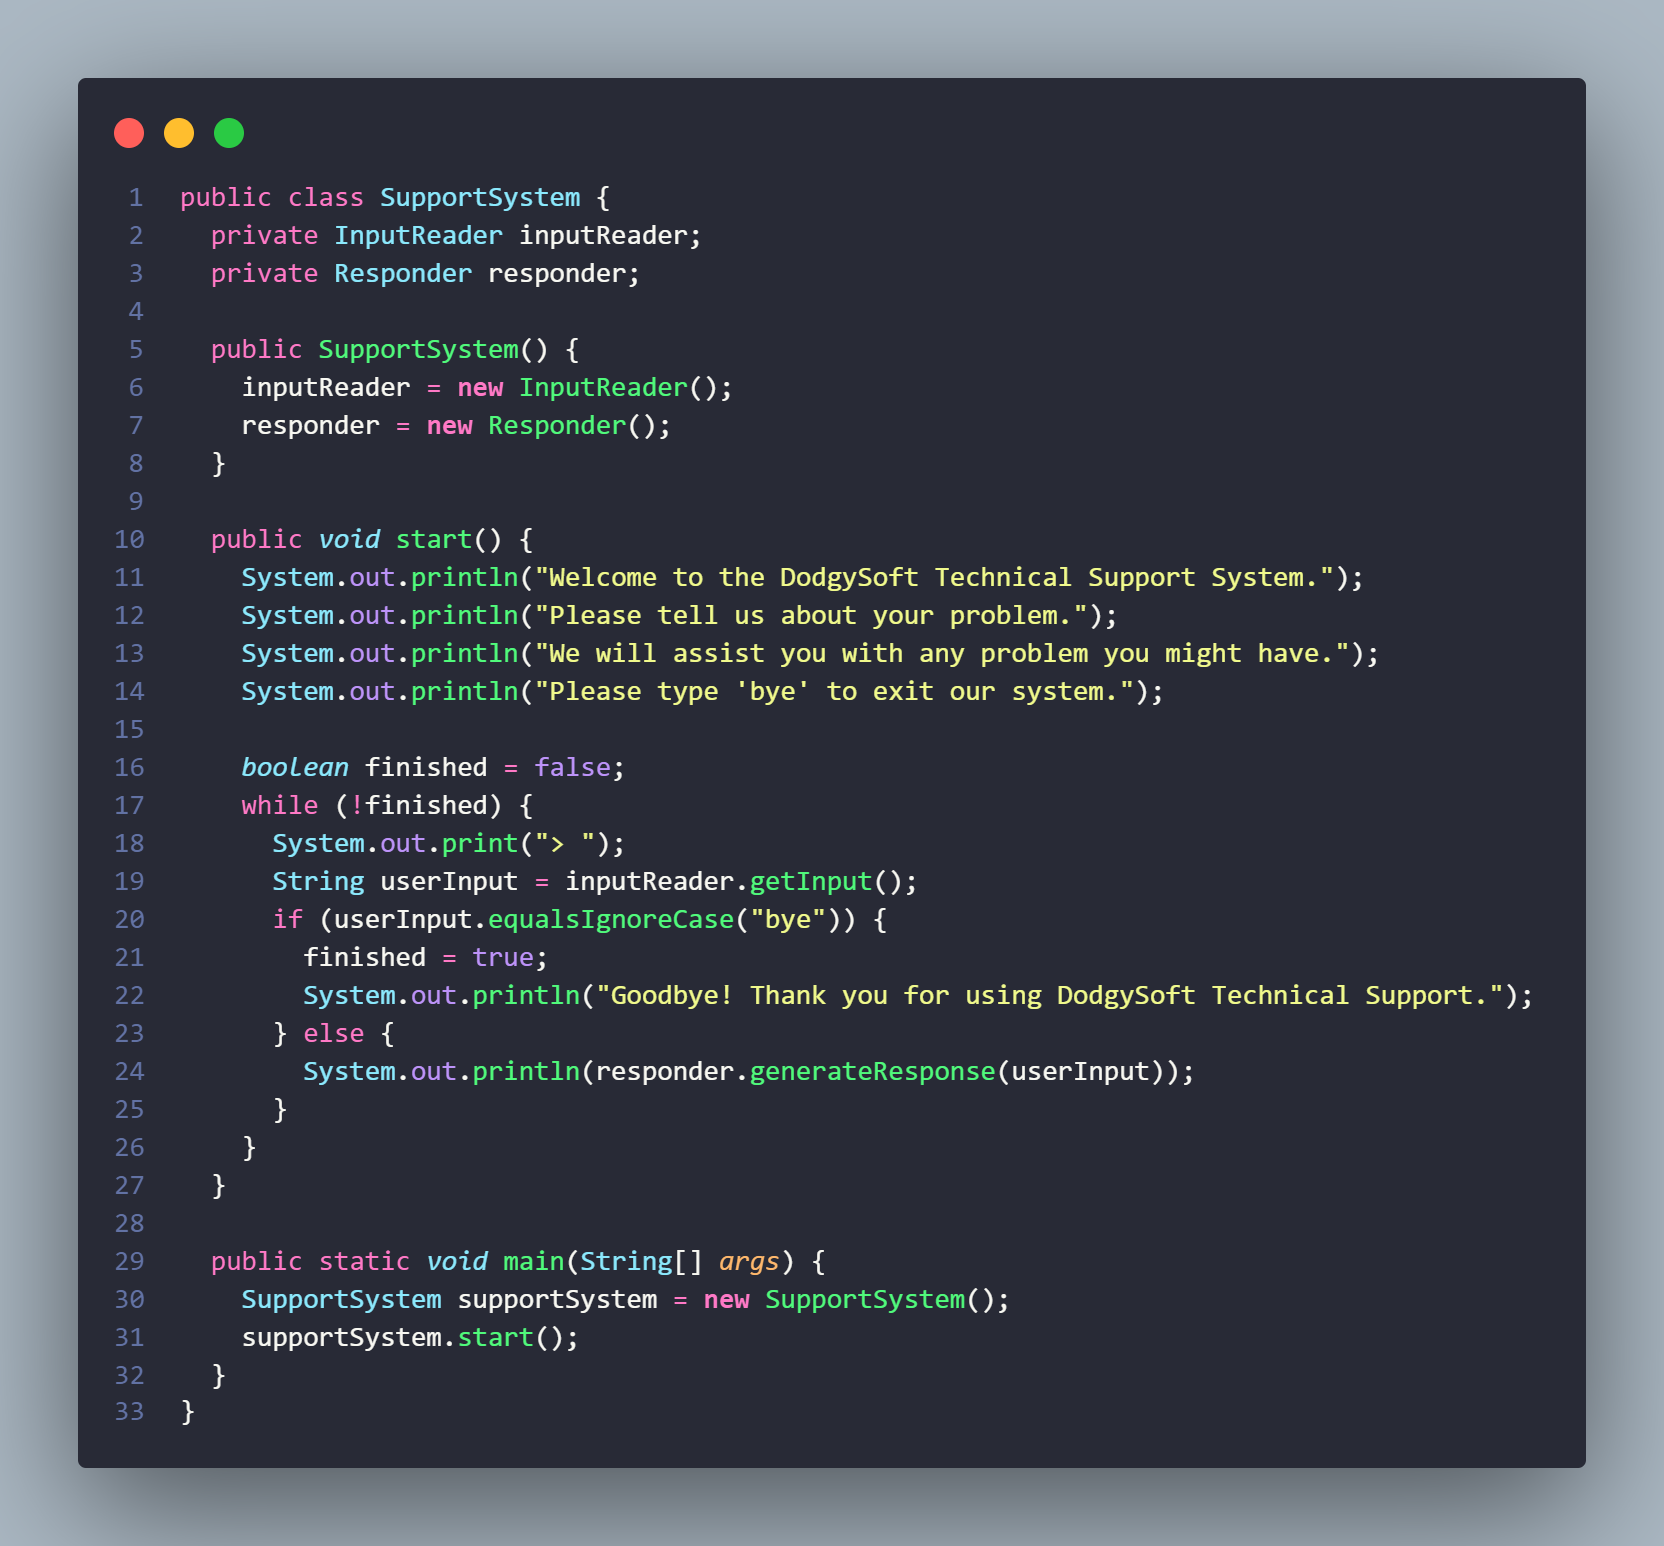 1 public class SupportSystem {
2   private InputReader inputReader;
3   private Responder responder;
4
5   public SupportSystem() {
6     inputReader = new InputReader();
7     responder = new Responder();
8   }
9
10   public void start() {
11     System.out.println("Welcome to the DodgySoft Technical Support System.");
12     System.out.println("Please tell us about your problem.");
13     System.out.println("We will assist you with any problem you might have.");
14     System.out.println("Please type 'bye' to exit our system.");
15
16     boolean finished = false;
17     while (!finished) {
18       System.out.print("> ");
19       String userInput = inputReader.getInput();
20       if (userInput.equalsIgnoreCase("bye")) {
21         finished = true;
22         System.out.println("Goodbye! Thank you for using DodgySoft Technical Support.");
23       } else {
24         System.out.println(responder.generateResponse(userInput));
25       }
26     }
27   }
28
29   public static void main(String[] args) {
30     SupportSystem supportSystem = new SupportSystem();
31     supportSystem.start();
32   }
33 }